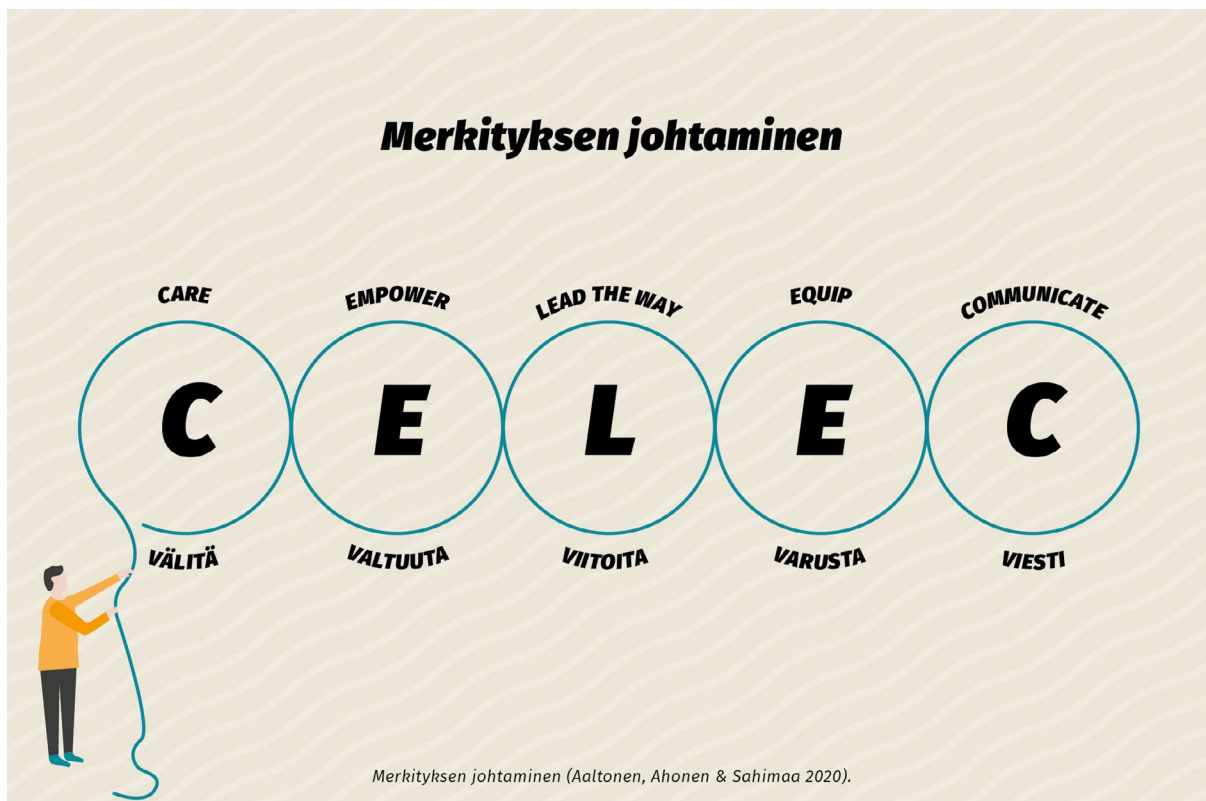 Merkityksen johtaminen
CARE EMPOWER LEAD THE WAY EQUIP COMMUNICATE
C E L E C
VÄLITÄ VALTUUTA VIITOITA VARUSTA VIESTI
Merkityksen johtaminen (Aaltonen, Ahonen & Sahimaa 2020).